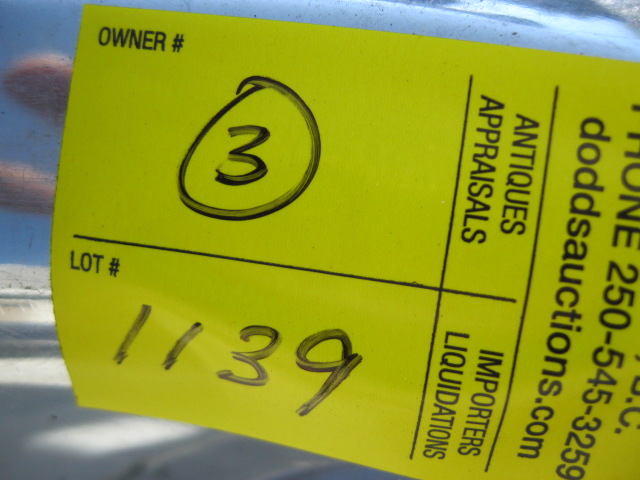 OWNER #
3
LOT #
1139
ANTIQUES
APPRAISALS
IMPORTERS
LIQUIDATIONS
PHONE 250-545-3259
doddsauctions.com